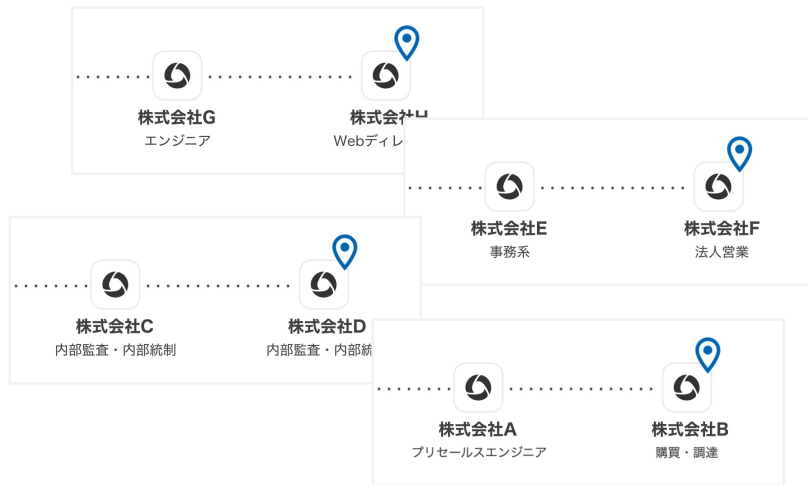 株式会社G
エンジニア
株式会社H
Webディレ
株式会社E
事務系
株式会社F
法人営業
株式会社C
内部監査・内部統制
株式会社D
内部監査・内部統
株式会社A
プリセールスエンジニア
株式会社B
購買・調達